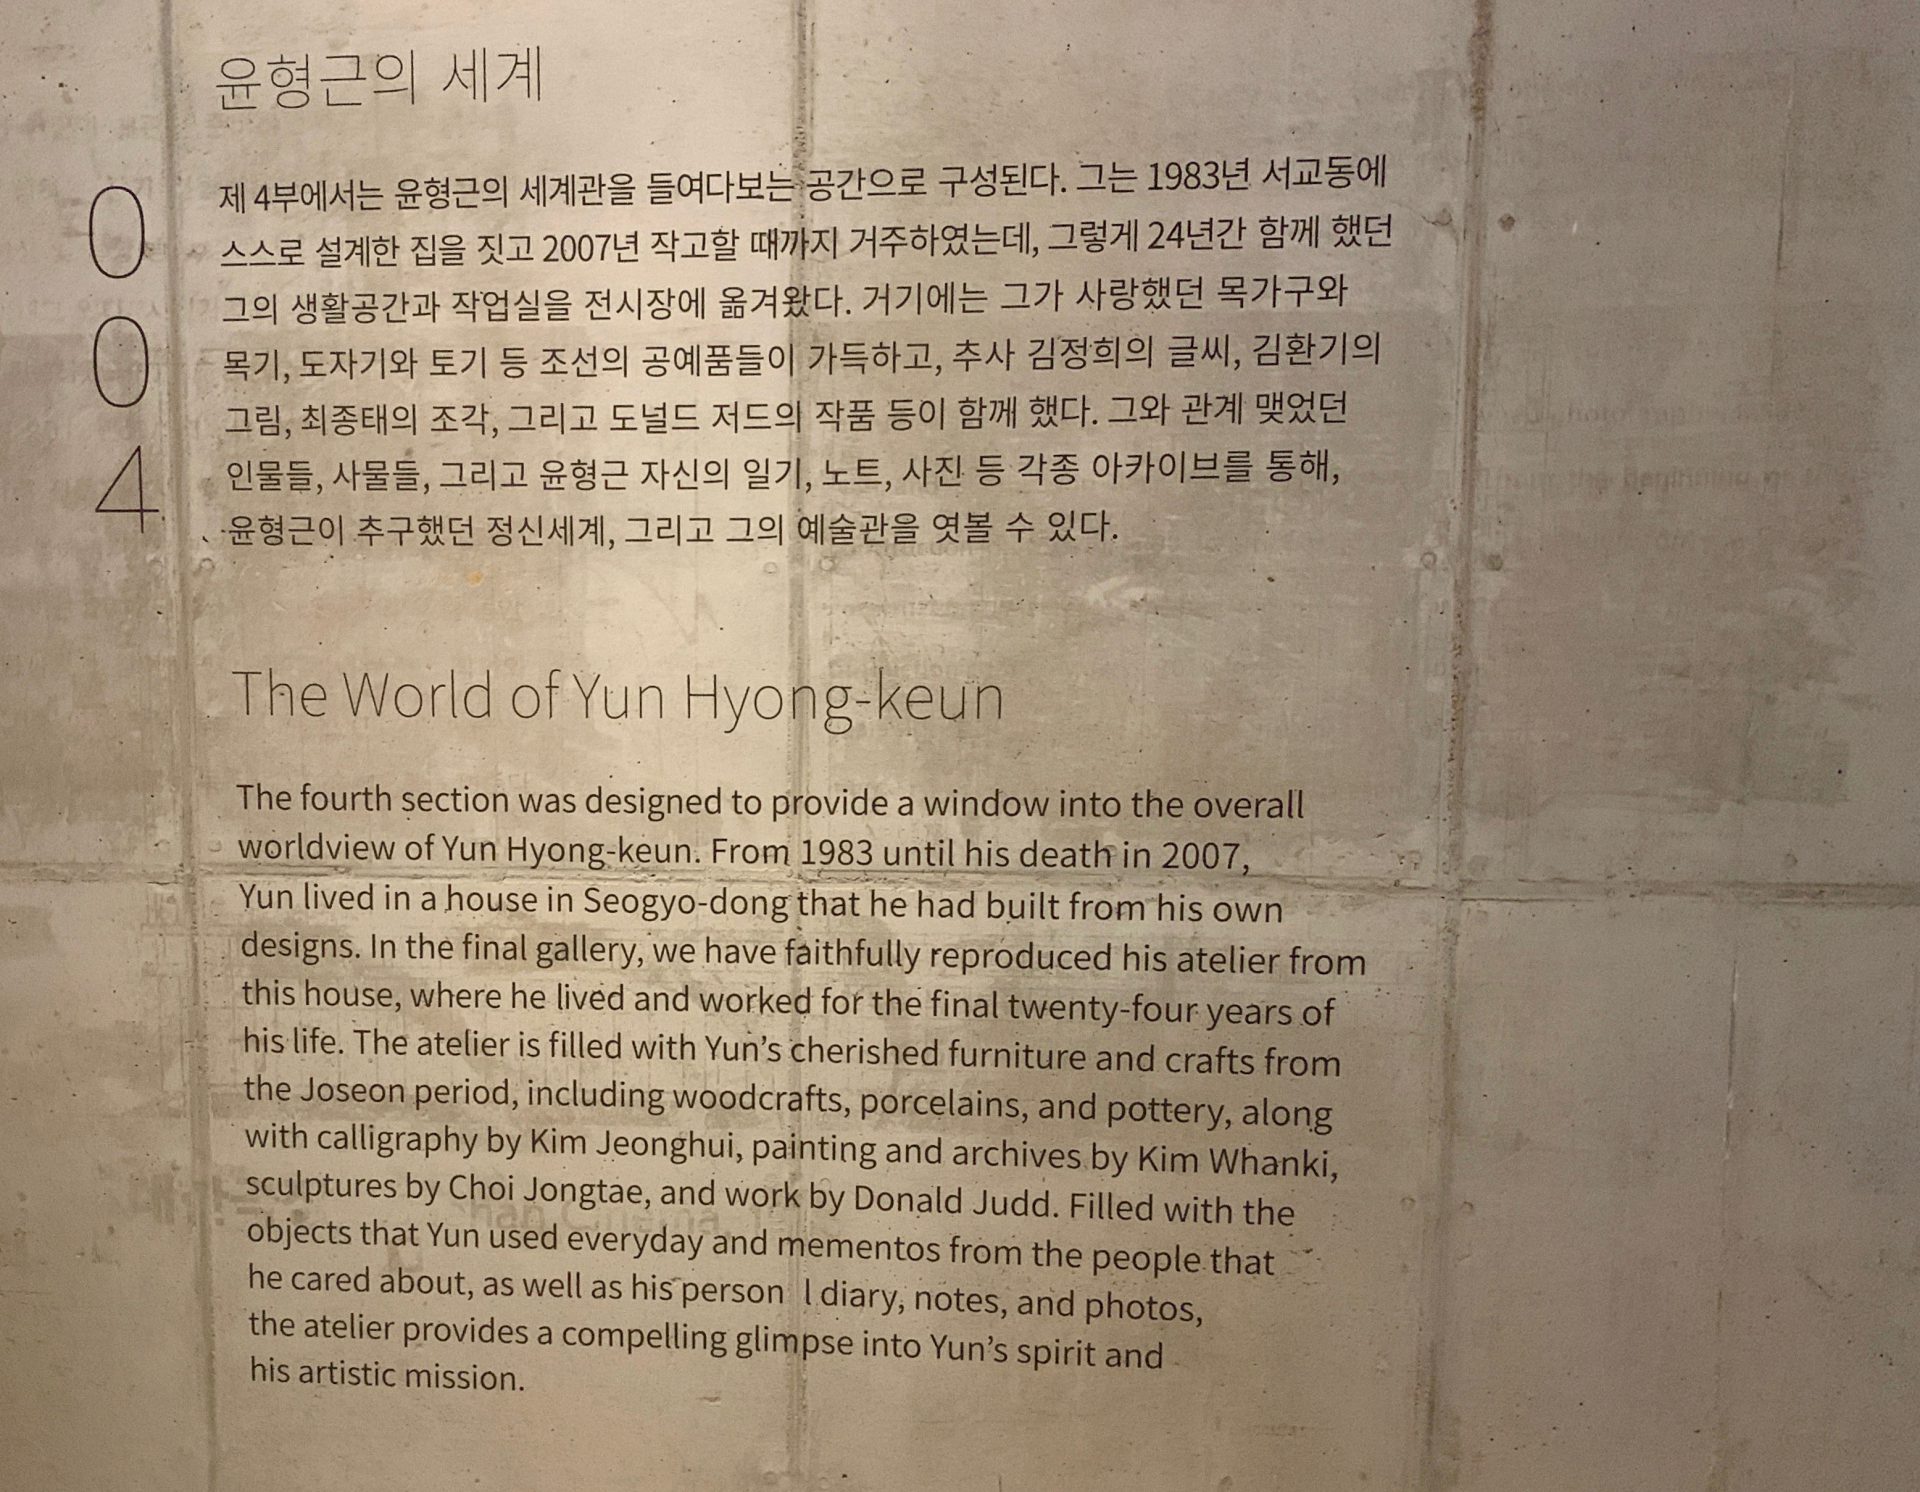 윤형근의 세계
0
0
4
제 4부에서는 윤형근의 세계관을 들여다보는 공간으로 구성된다. 그는 1983년 서교동에
스스로 설계한 집을 짓고 2007년 작고할 때까지 거주하였는데, 그렇게 24년간 함께 했던
그의 생활공간과 작업실을 전시장에 옮겨왔다. 거기에는 그가 사랑했던 목가구와
목기, 도자기와 토기 등 조선의 공예품들이 가득하고, 추사 김정희의 글씨, 김환기의
그림, 최종태의 조각, 그리고 도널드 저드의 작품 등이 함께 했다. 그와 관계 맺었던
인물들, 사물들, 그리고 윤형근 자신의 일기, 노트, 사진 등 각종 아카이브를 통해,
윤형근이 추구했던 정신세계, 그리고 그의 예술관을 엿볼 수 있다.
The World of Yun Hyong-keun
The fourth section was designed to provide a window into the overall
worldview of Yun Hyong-keun. From 1983 until his death in 2007,
Yun lived in a house in Seogyo-dong that he had built from his own
designs. In the final gallery, we have faithfully reproduced his atelier from
this house, where he lived and worked for the final twenty-four years of
his life. The atelier is filled with Yun's cherished furniture and crafts from
the Joseon period, including woodcrafts, porcelains, and pottery, along
with calligraphy by Kim Jeonghui, painting and archives by Kim Whanki,
sculptures by Choi Jongtae, and work by Donald Judd. Filled with the
objects that Yun used everyday and mementos from the people that
he cared about, as well as his person l diary, notes, and photos,
the atelier provides a compelling glimpse into Yun's spirit and
his artistic mission.